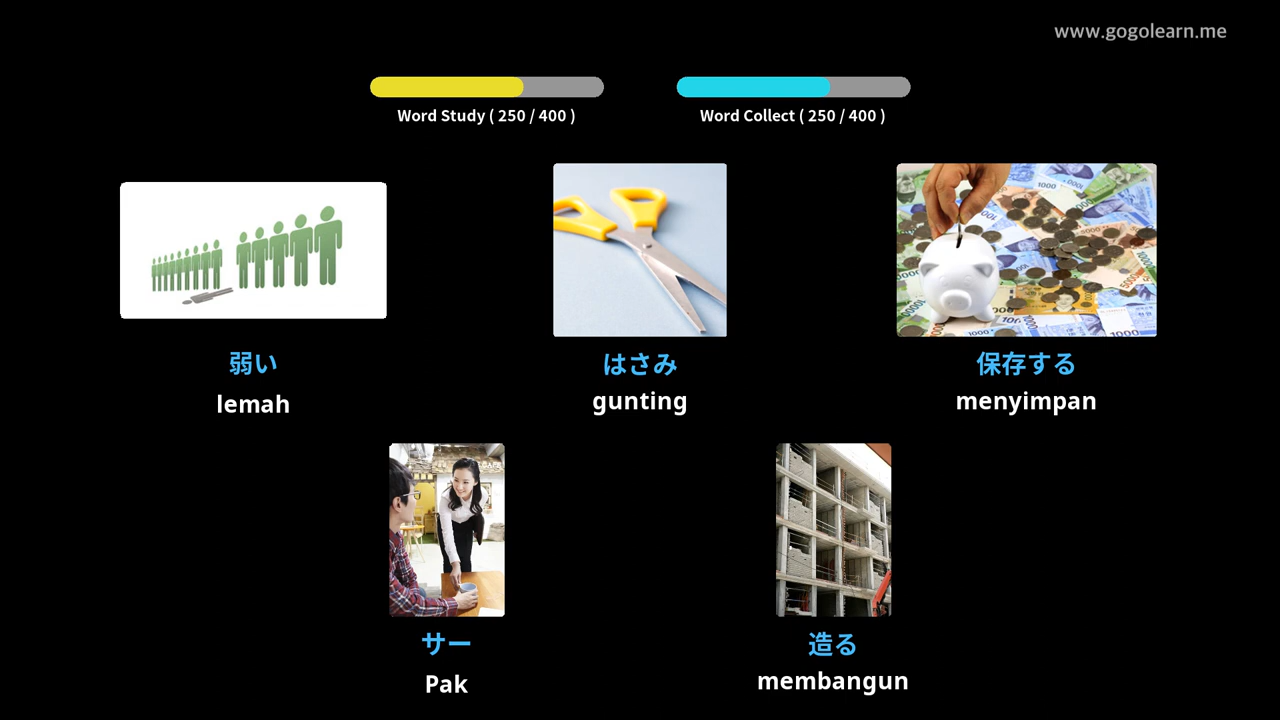 www.gogolearn.me
Word Study ( 250 / 400 )
Word Collect ( 250 / 400 )
弱い
lemah
はさみ
gunting
保存する
menyimpan
サー
Pak
造る
membangun